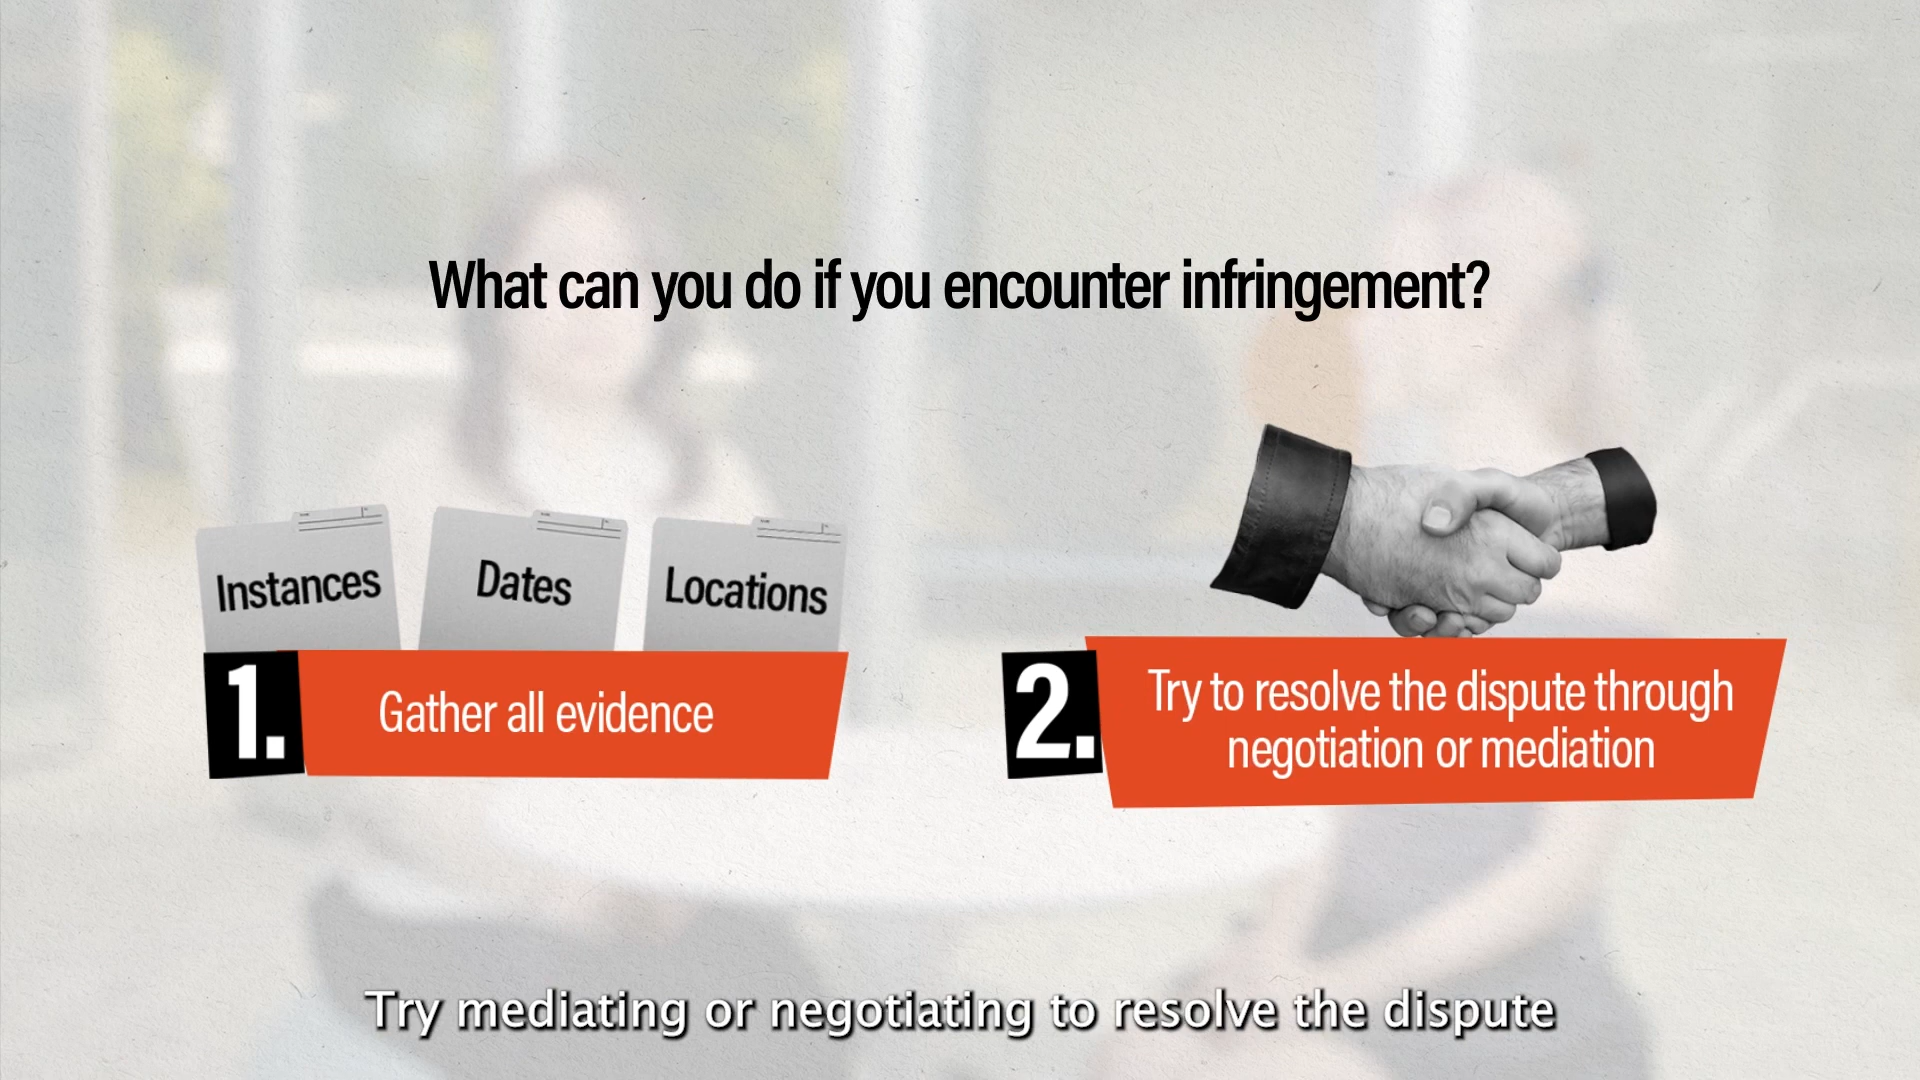 What can you do if you encounter infringement?
Instances
Dates
Locations
1.
Gather all evidence
2.
Try to resolve the dispute through
negotiation or mediation
Try mediating or negotiating to resolve the dispute